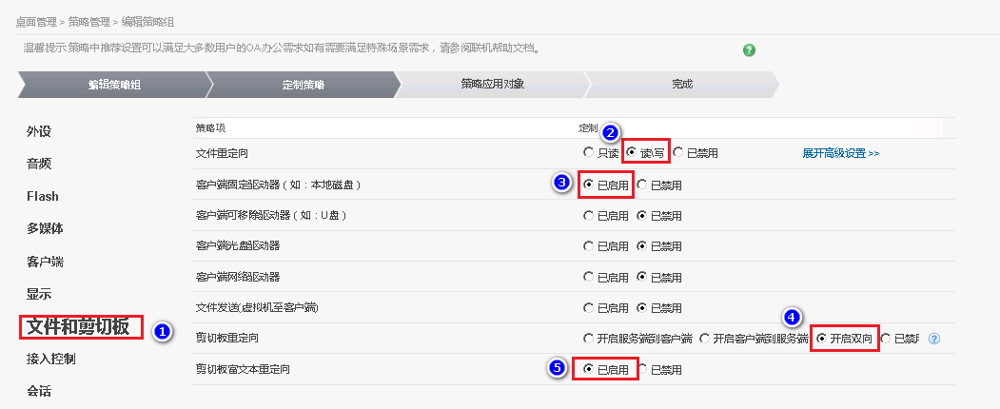 桌面管理 > 策略管理 > 编辑策略组
温馨提示:策略中推荐设置可以满足大多数用户的OA办公需求如有需要满足特殊场景需求，请参阅联机帮助文档。
?
编辑策略组 定制策略 策略应用对象 完成
外设
音频
Flash
多媒体
客户端
显示
文件和剪切板 1
接入控制
会话
策略项 定制
2
文件重定向 只读 读\写 已禁用 展开高级设置 >>
客户端固定驱动器（如：本地磁盘） 3 已启用 已禁用
客户端可移除驱动器（如：U盘） 已启用 已禁用
客户端光盘驱动器 已启用 已禁用
客户端网络驱动器 已启用 已禁用
文件发送(虚拟机至客户端) 已启用 已禁用
4
剪切板重定向 开启服务端到客户端 开启客户端到服务端 开启双向 已禁 ?
剪切板富文本重定向 5 已启用 已禁用